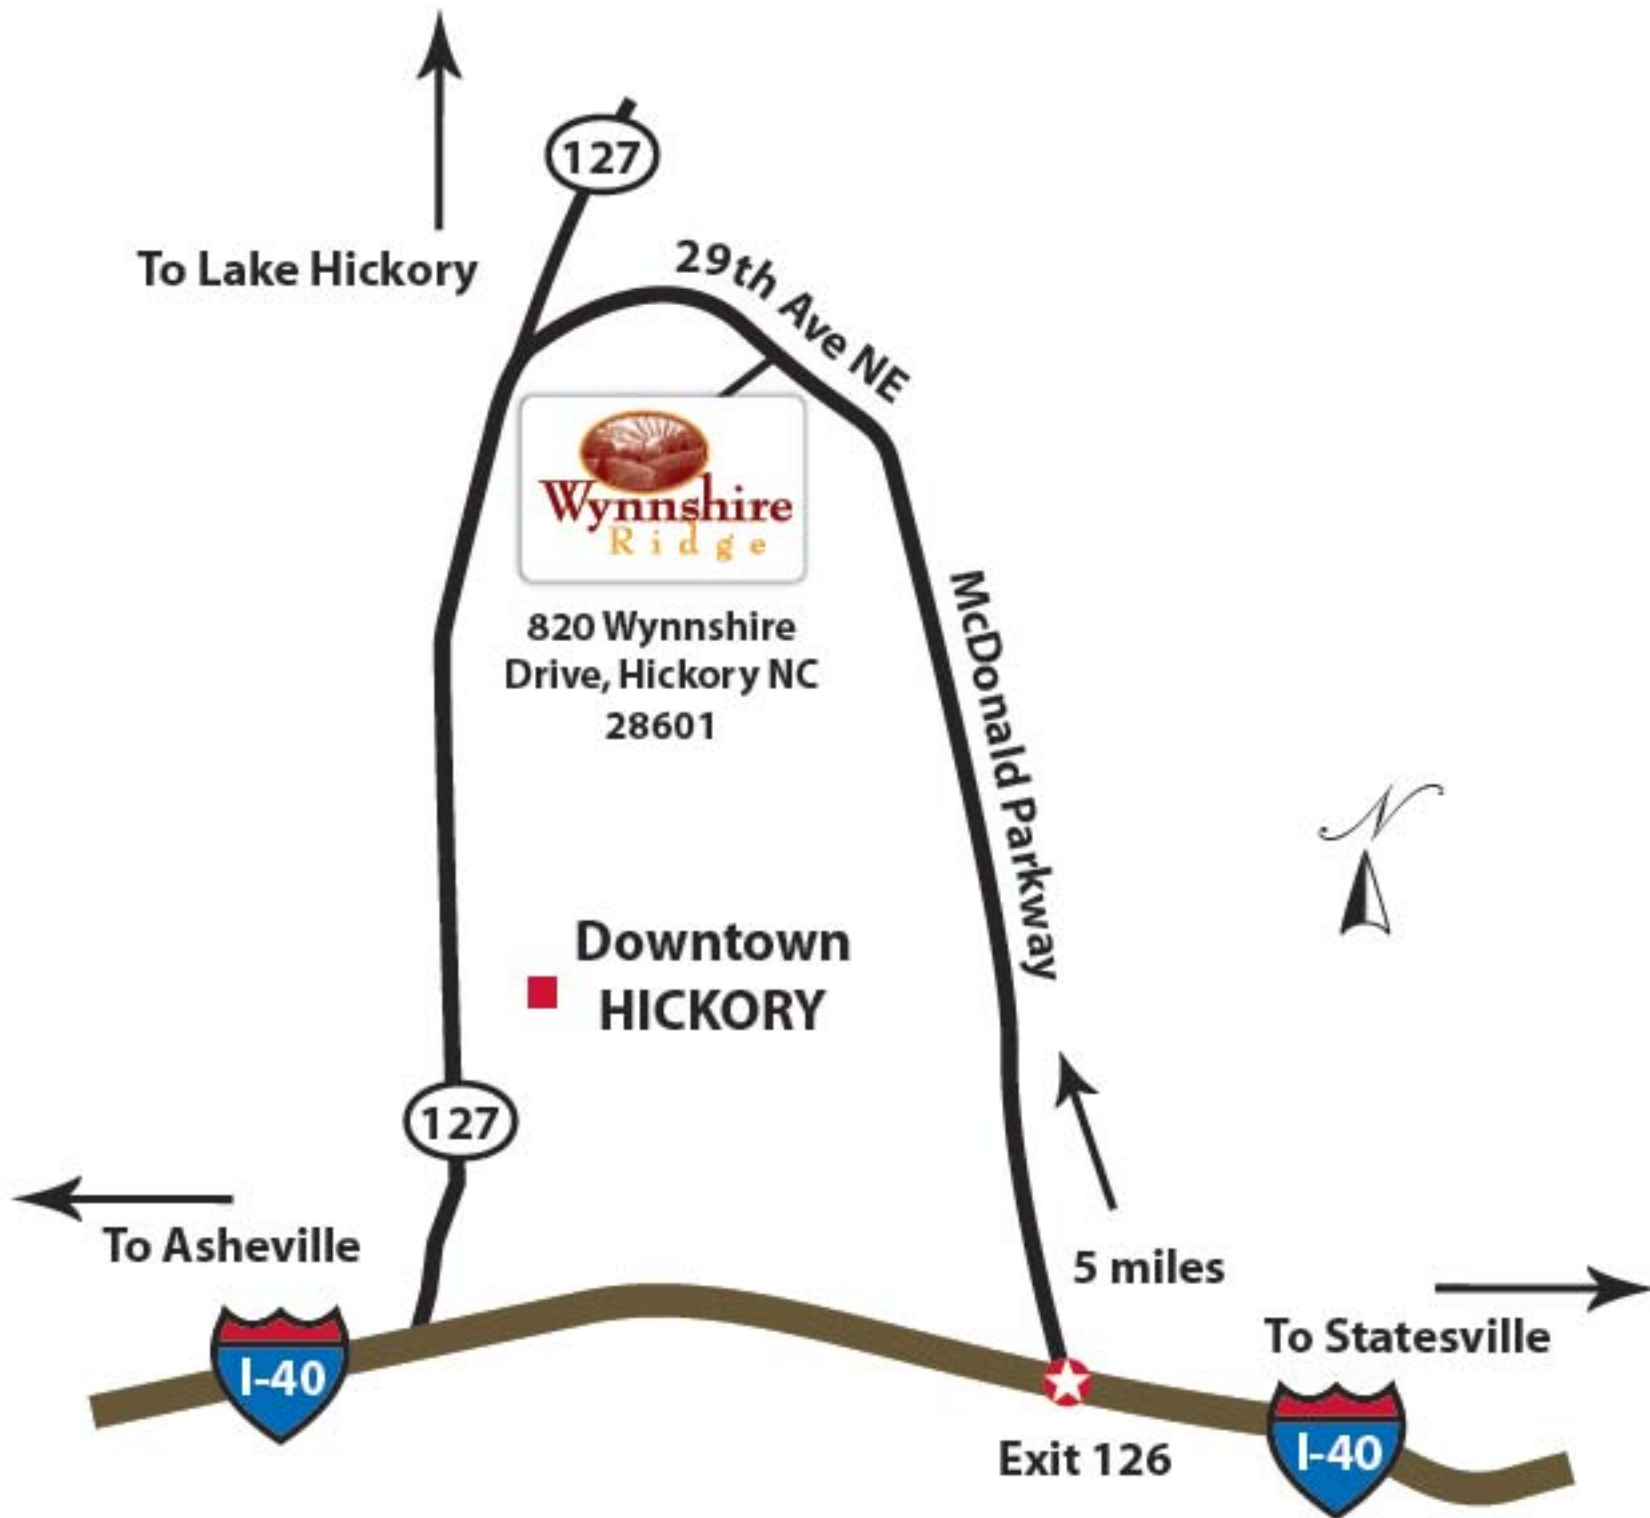 127
To Lake Hickory
29th Ave NE
Wynnshire
Ridge
820 Wynnshire
Drive, Hickory NC
28601
McDonald Parkway
N
Downtown
HICKORY
127
To Asheville
5 miles
To Statesville
I-40
Exit 126
I-40